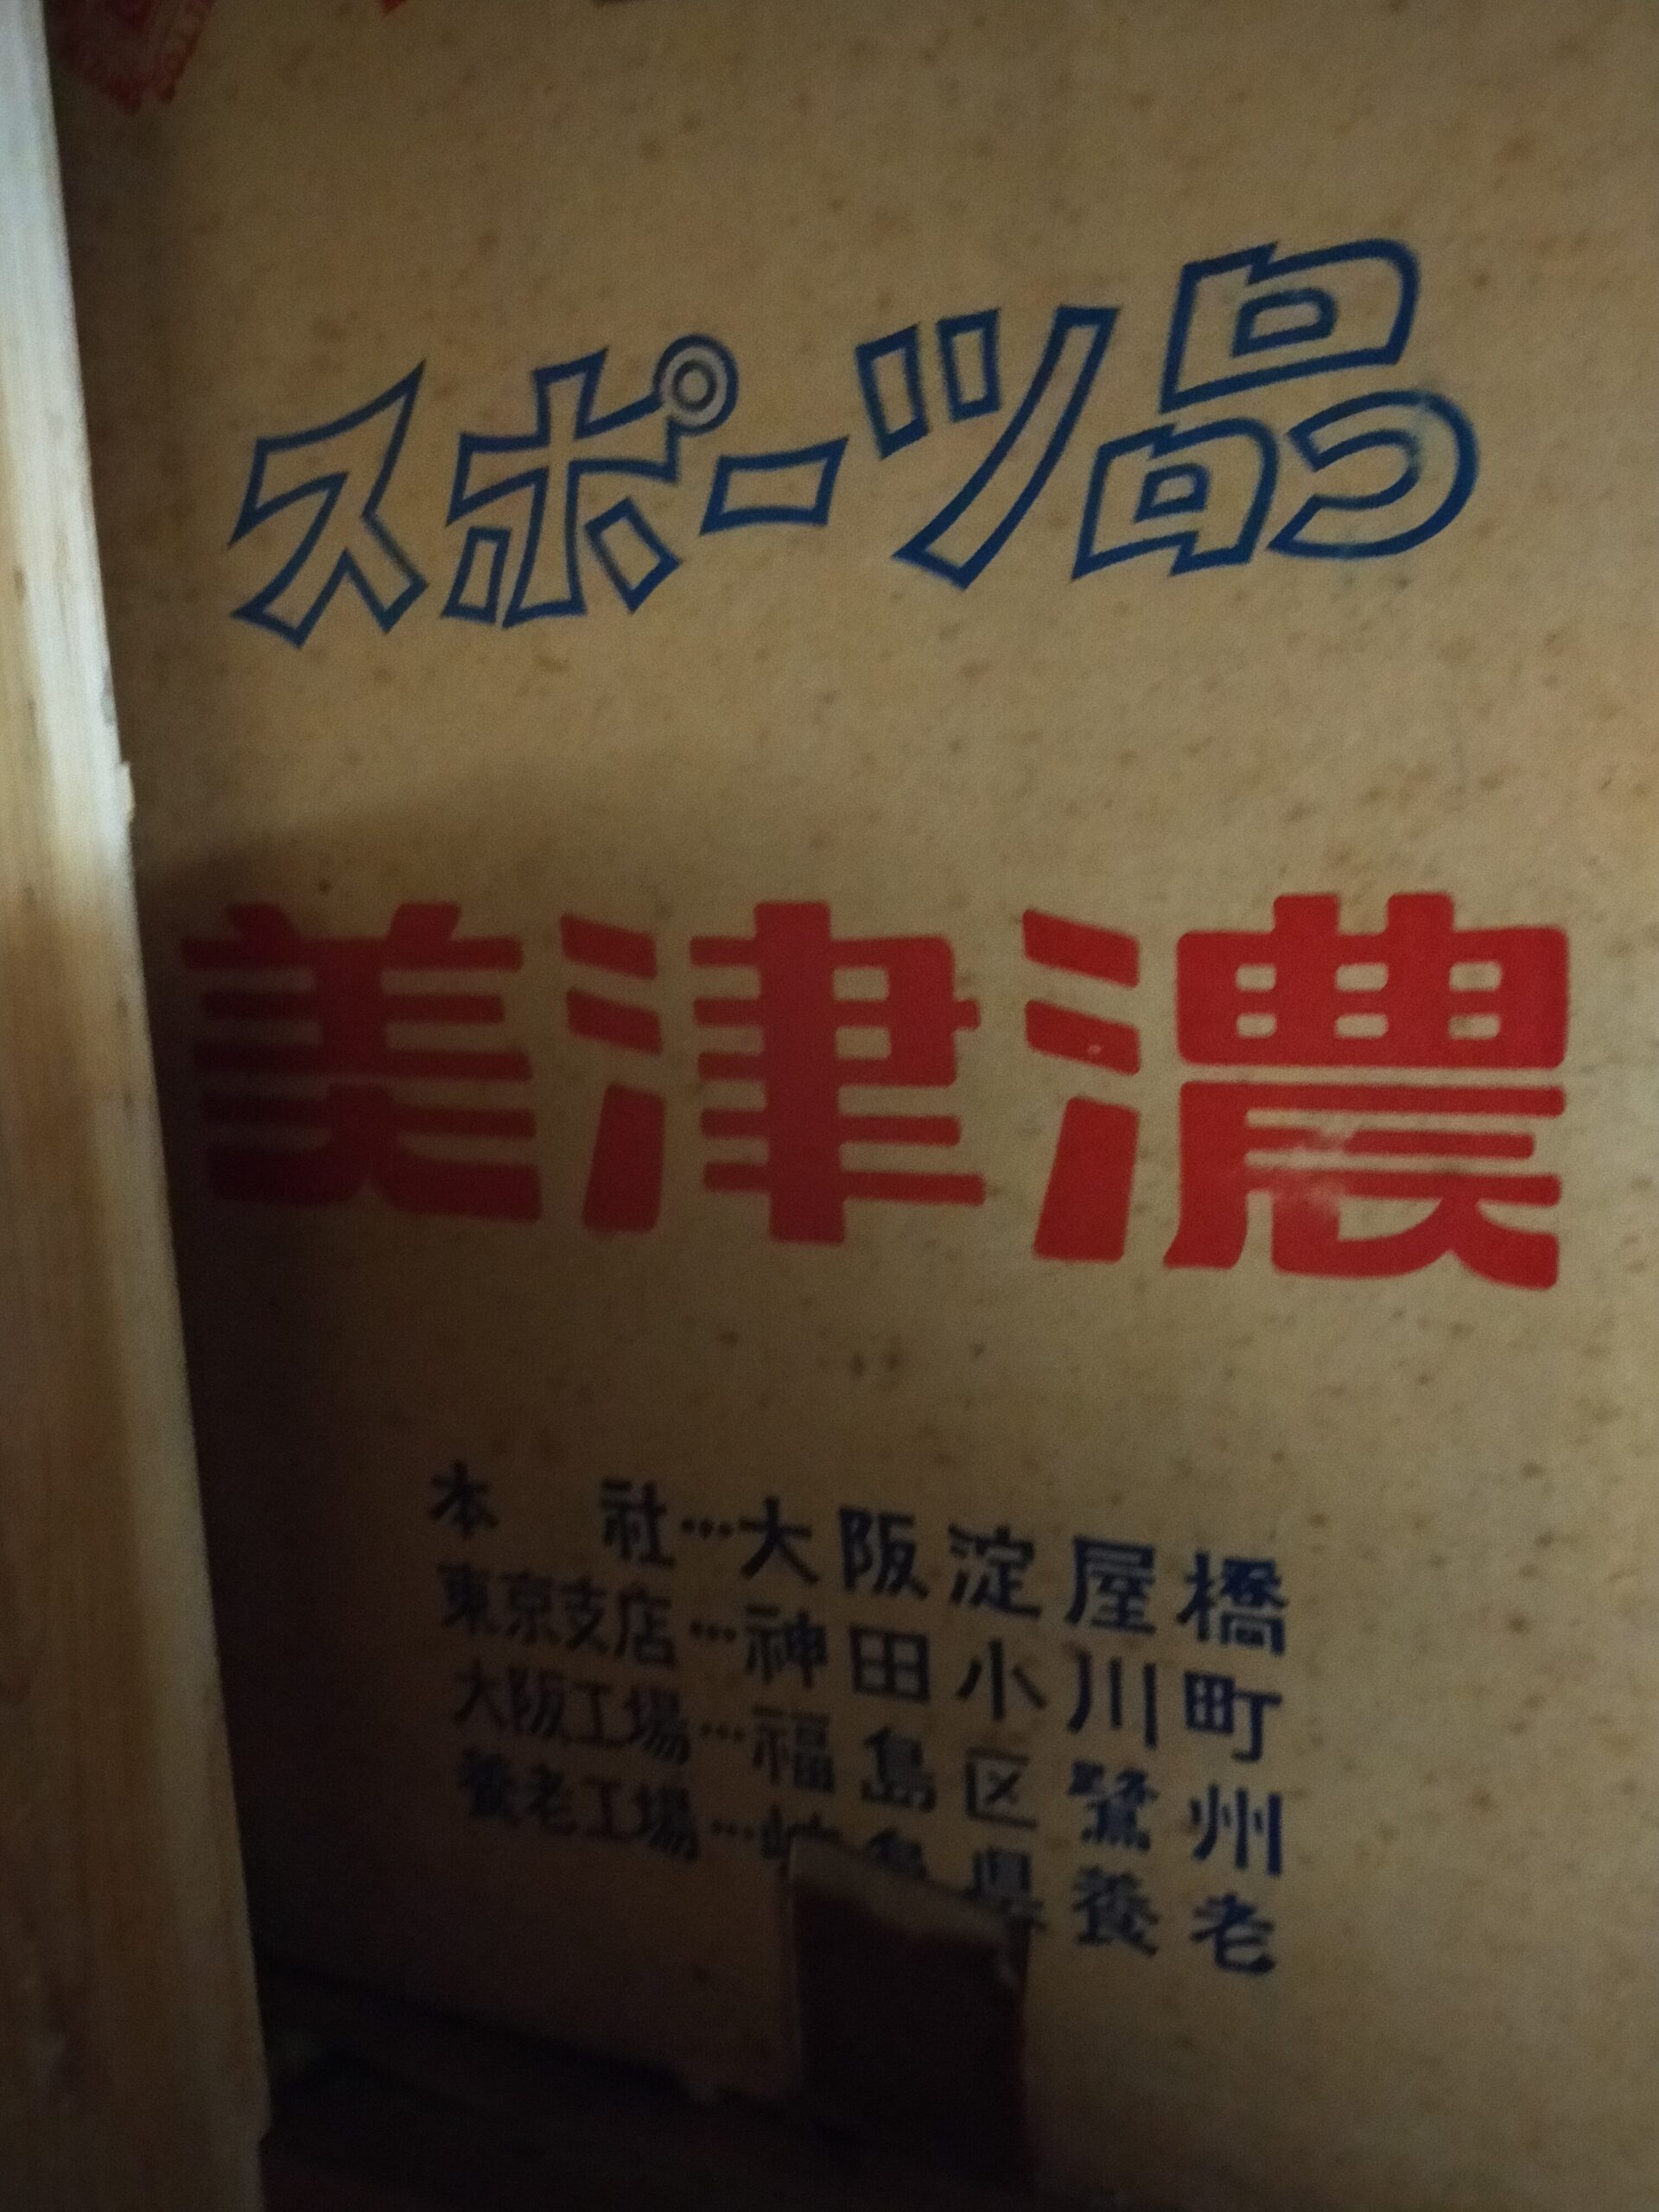 スポーツ品
美津濃
本 社…大阪淀屋橋
東京支店…神田小川町
大阪工場…福島区鷺州
養老工場…県養老